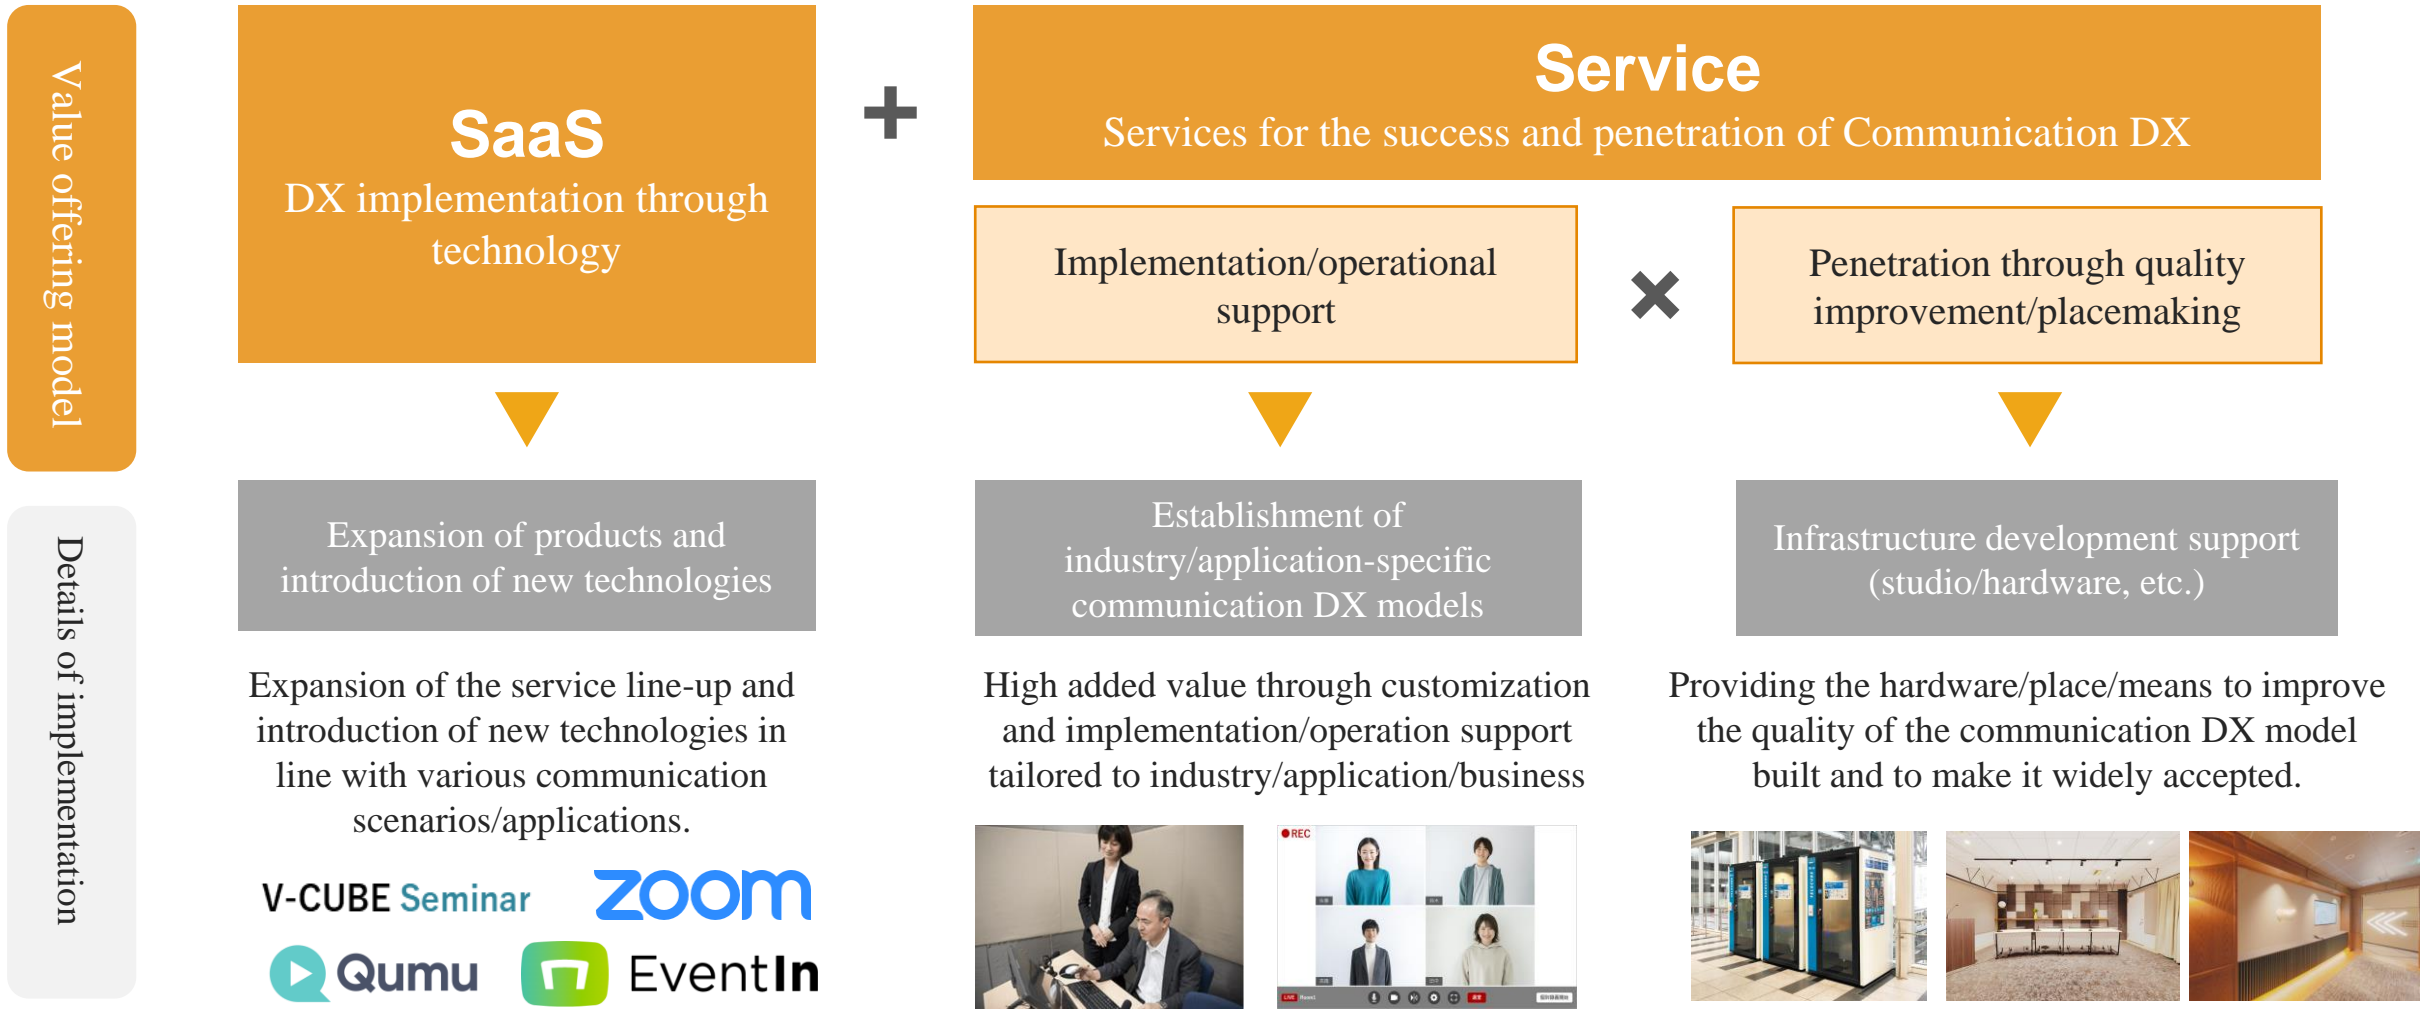 Value offering model
SaaS
DX implementation through
technology
+
Service
Services for the success and penetration of Communication DX
Implementation/operational
support
×
Penetration through quality
improvement/placemaking
Details of implementation
Expansion of products and
introduction of new technologies
Establishment of
industry/application-specific
communication DX models
Infrastructure development support
(studio/hardware, etc.)
Expansion of the service line-up and
introduction of new technologies in
line with various communication
scenarios/applications.
High added value through customization
and implementation/operation support
tailored to industry/application/business
Providing the hardware/place/means to improve
the quality of the communication DX model
built and to make it widely accepted.
V-CUBE Seminar
zoom
Qumu
EventIn
REC
LIVE Room1